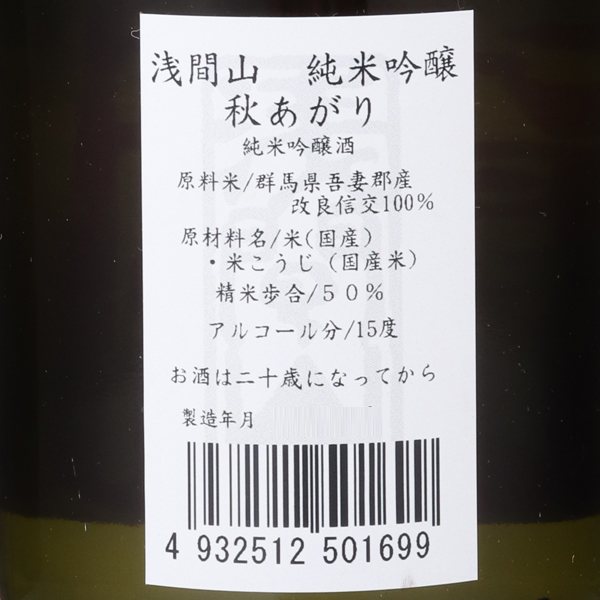 浅間山　純米吟醸
秋あがり
純米吟醸酒
原料米/群馬県吾妻郡産
改良信交100%
原材料名/米(国産)
・米こうじ(国産米)
精米歩合/50%
アルコール分/15度
お酒は二十歳になってから
製造年月
4 932512 501699